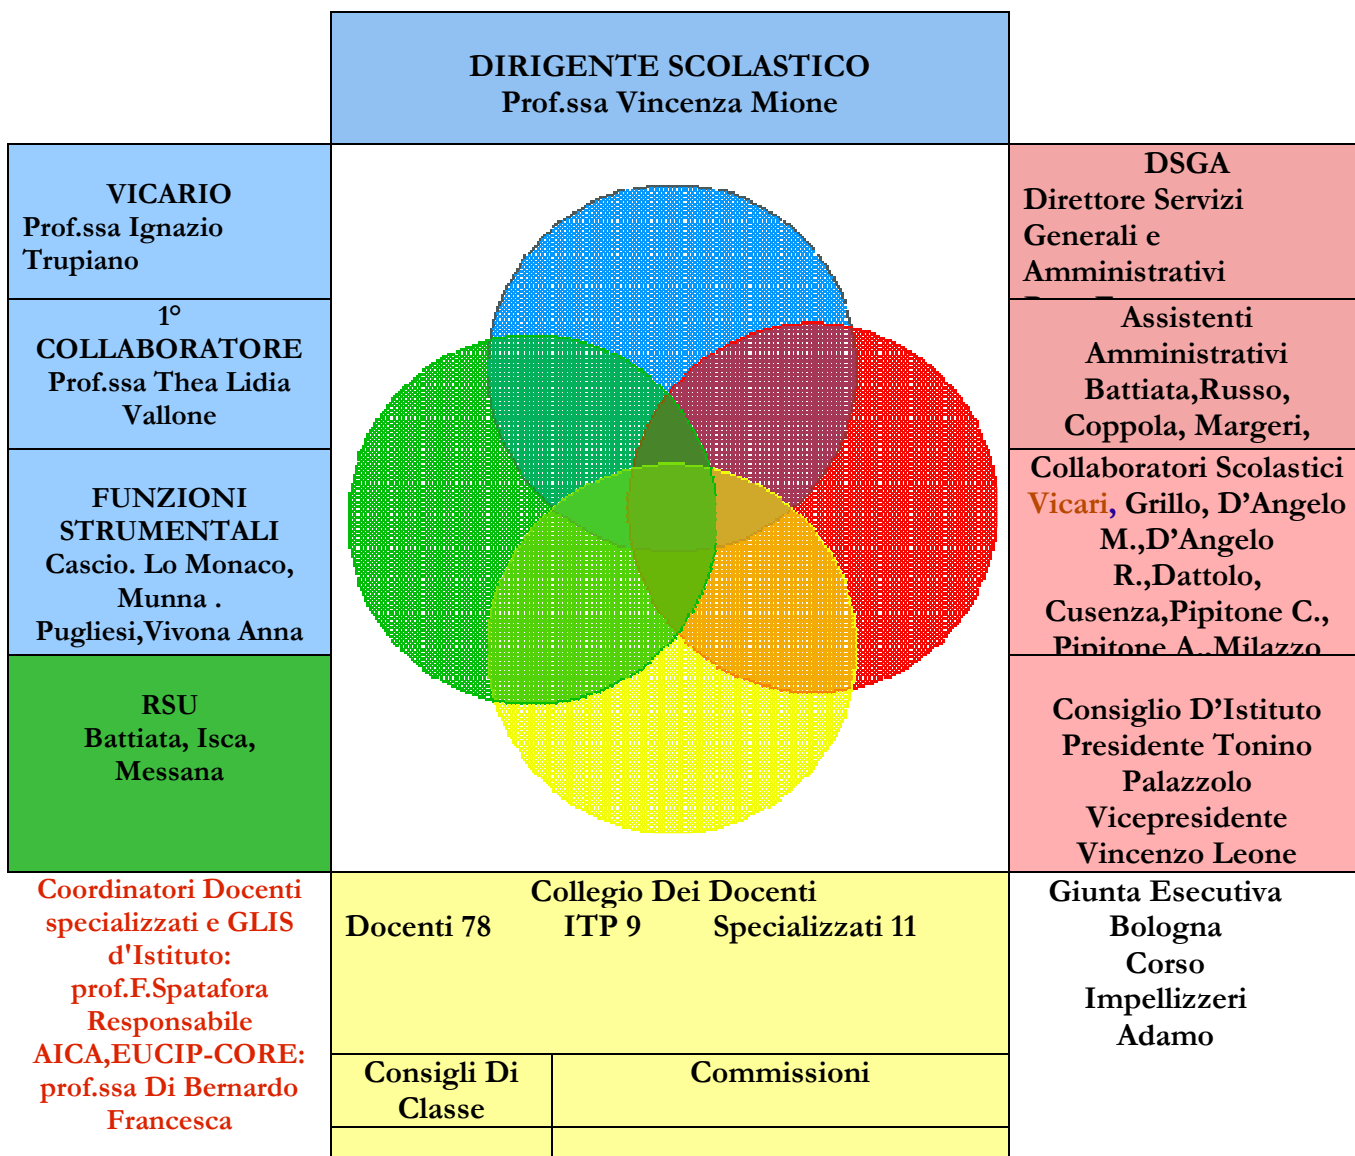 DIRIGENTE SCOLASTICO
Prof.ssa Vincenza Mione
VICARIO
Prof.ssa Ignazio
Trupiano
1°
COLLABORATORE
Prof.ssa Thea Lidia
Vallone
FUNZIONI
STRUMENTALI
Cascio. Lo Monaco,
Munna .
Pugliesi,Vivona Anna
RSU
Battiata, Isca,
Messana
Coordinatori Docenti
specializzati e GLIS
d'Istituto:
prof.F.Spatafora
Responsabile
AICA,EUCIP-CORE:
prof.ssa Di Bernardo
Francesca
DSGA
Direttore Servizi
Generali e
Amministrativi
Assistenti
Amministrativi
Battiata,Russo,
Coppola, Margeri,
Collaboratori Scolastici
Vicari, Grillo, D’Angelo
M.,D’Angelo
R.,Dattolo,
Cusenza,Pipitone C.,
Pipitone A.,Milazzo
Consiglio D’Istituto
Presidente Tonino
Palazzolo
Vicepresidente
Vincenzo Leone
Giunta Esecutiva
Bologna
Corso
Impellizzeri
Adamo
Collegio Dei Docenti
Docenti 78 ITP 9 Specializzati 11
Consigli Di
Classe
Commissioni